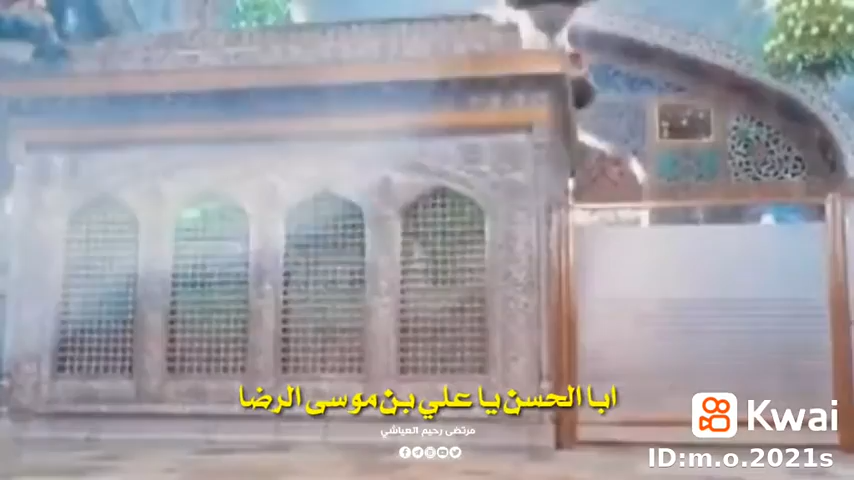 ابا الحسن يا علي بن موسى الرضا
مرتضى رحيم العياشي
Kwai
ID:m.o.2021s